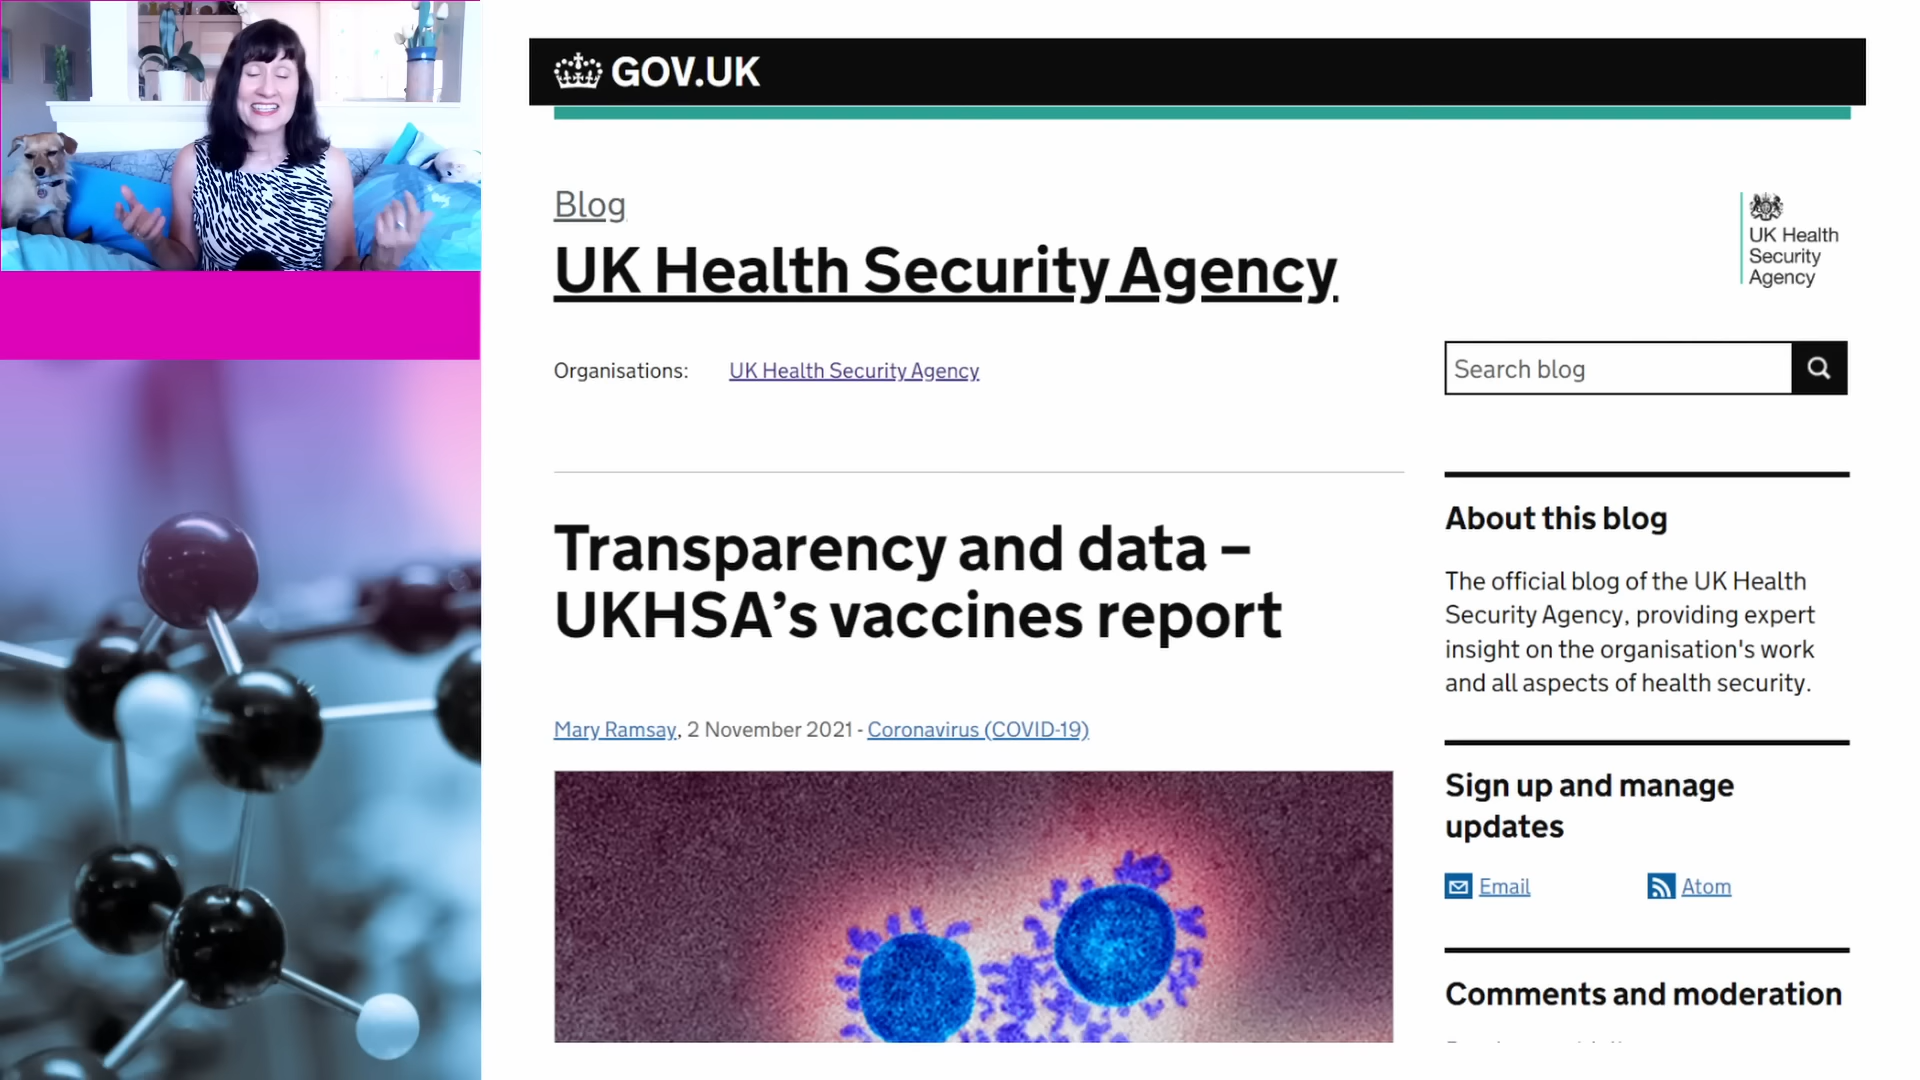 GOV.UK
Blog
UK Health Security Agency
UK Health
Security
Agency
Organisations: UK Health Security Agency
Search blog
Transparency and data –
UKHSA’s vaccines report
Mary Ramsay, 2 November 2021 - Coronavirus (COVID-19)
About this blog
The official blog of the UK Health
Security Agency, providing expert
insight on the organisation's work
and all aspects of health security.
Sign up and manage
updates
Email
Atom
Comments and moderation